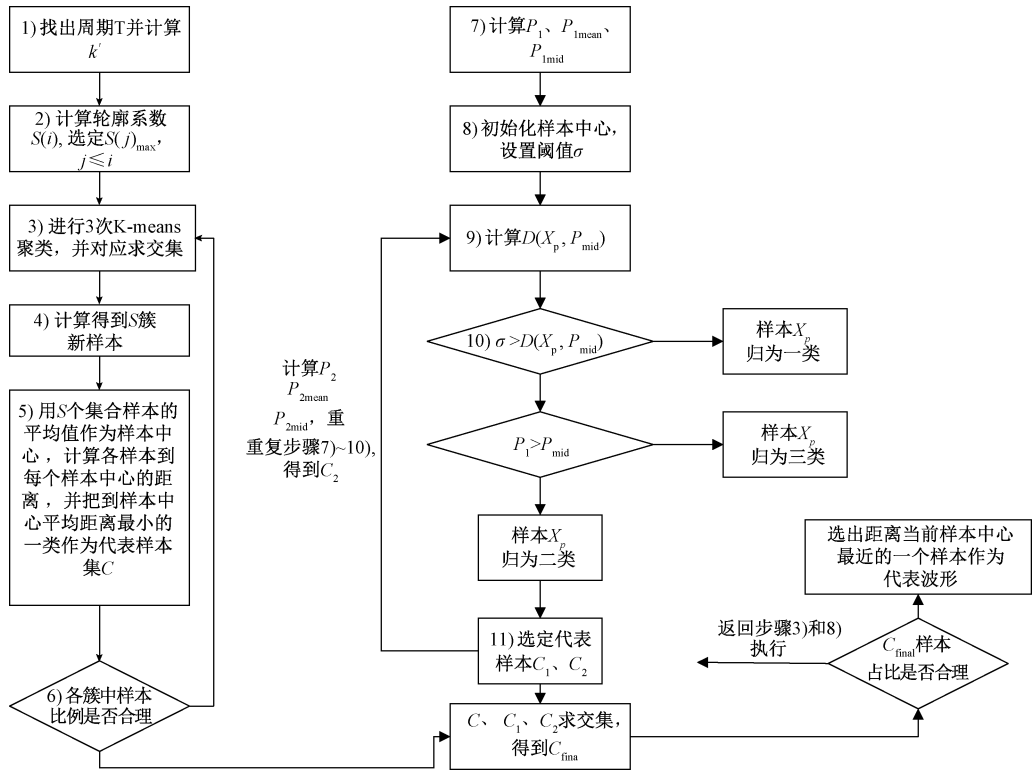 1) 找出周期T并计算
k′
2) 计算轮廓系数
S(i), 选定S(j)max，
j≤i
3) 进行3次K-means
聚类，并对应求交集
4) 计算得到S簇
新样本
5) 用S个集合样本的
平均值作为样本中
心，计算各样本到
每个样本中心的距
离，并把到样本中
心平均距离最小的
一类作为代表样本
集C
6) 各簇中样本
比例是否合理
计算P2
P2mean
P2mid，重
重复步骤7)~10),
得到C2
7) 计算P1、P1mean、
P1mid
8) 初始化样本中心，
设置阈值σ
9) 计算D(Xp, Pmid)
10) σ>D(Xp, Pmid)
样本Xp
归为一类
P1>Pmid
样本Xp
归为三类
样本Xp
归为二类
11) 选定代表
样本C1、C2
C、C1、C2求交集，
得到Cfina
返回步骤3)和8)
执行
Cfinal样本
占比是否合理
选出距离当前样本中心
最近的一个样本作为
代表波形